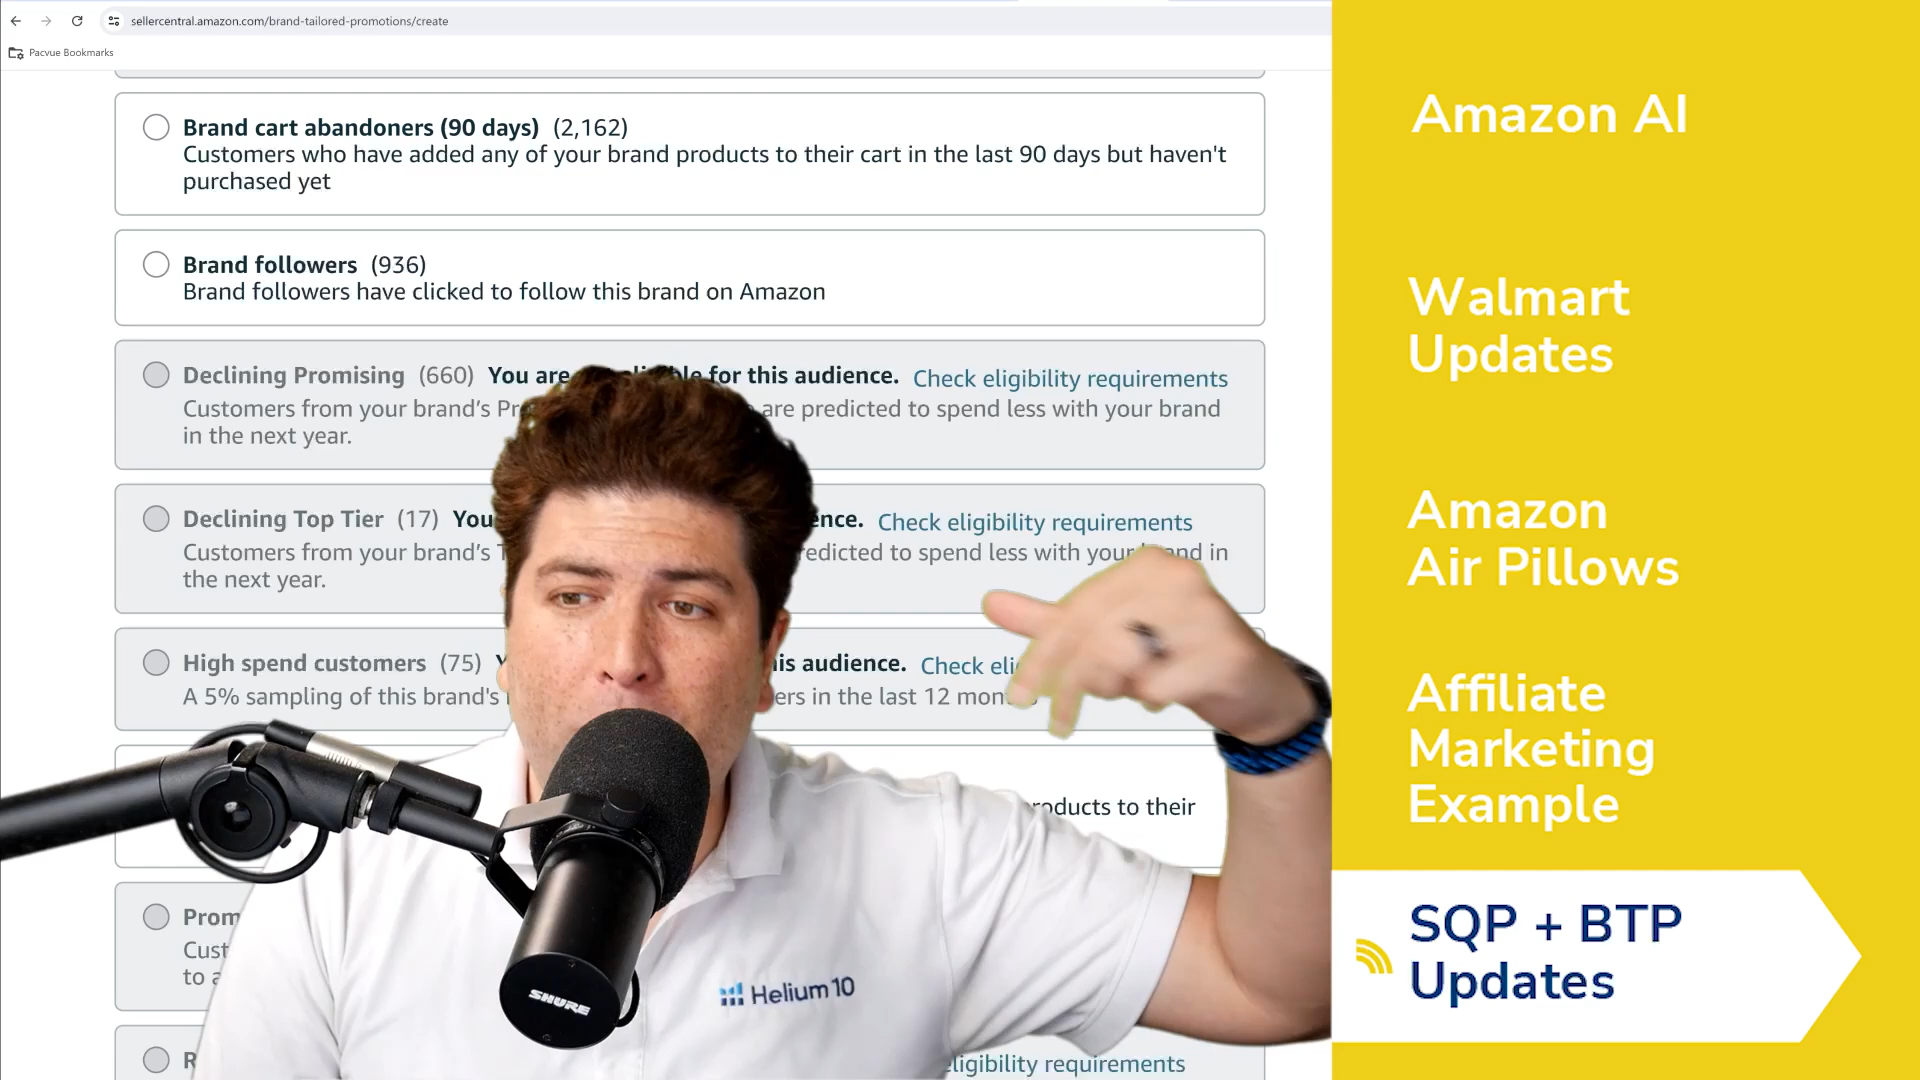 sellercentral.amazon.com/brand-tailored-promotions/create
Pacvue Bookmarks
Brand cart abandoners (90 days) (2,162)
Customers who have added any of your brand products to their cart in the last 90 days but haven't
purchased yet
Brand followers (936)
Brand followers have clicked to follow this brand on Amazon
Declining Promising (660) You are for this audience. Check eligibility requirements
Customers from your brand's are predicted to spend less with your brand
in the next year.
Declining Top Tier (17) You Check eligibility requirements
Customers from your brand's predicted to spend less with your brand in
the next year.
High spend customers (75) this audience. Check
A 5% sampling of this brand's in the last 12
products to their
to
eligibility requirements
SHURE
Helium 10
Amazon AI
Walmart
Updates
Amazon
Air Pillows
Affiliate
Marketing
Example
SQP + BTP
Updates